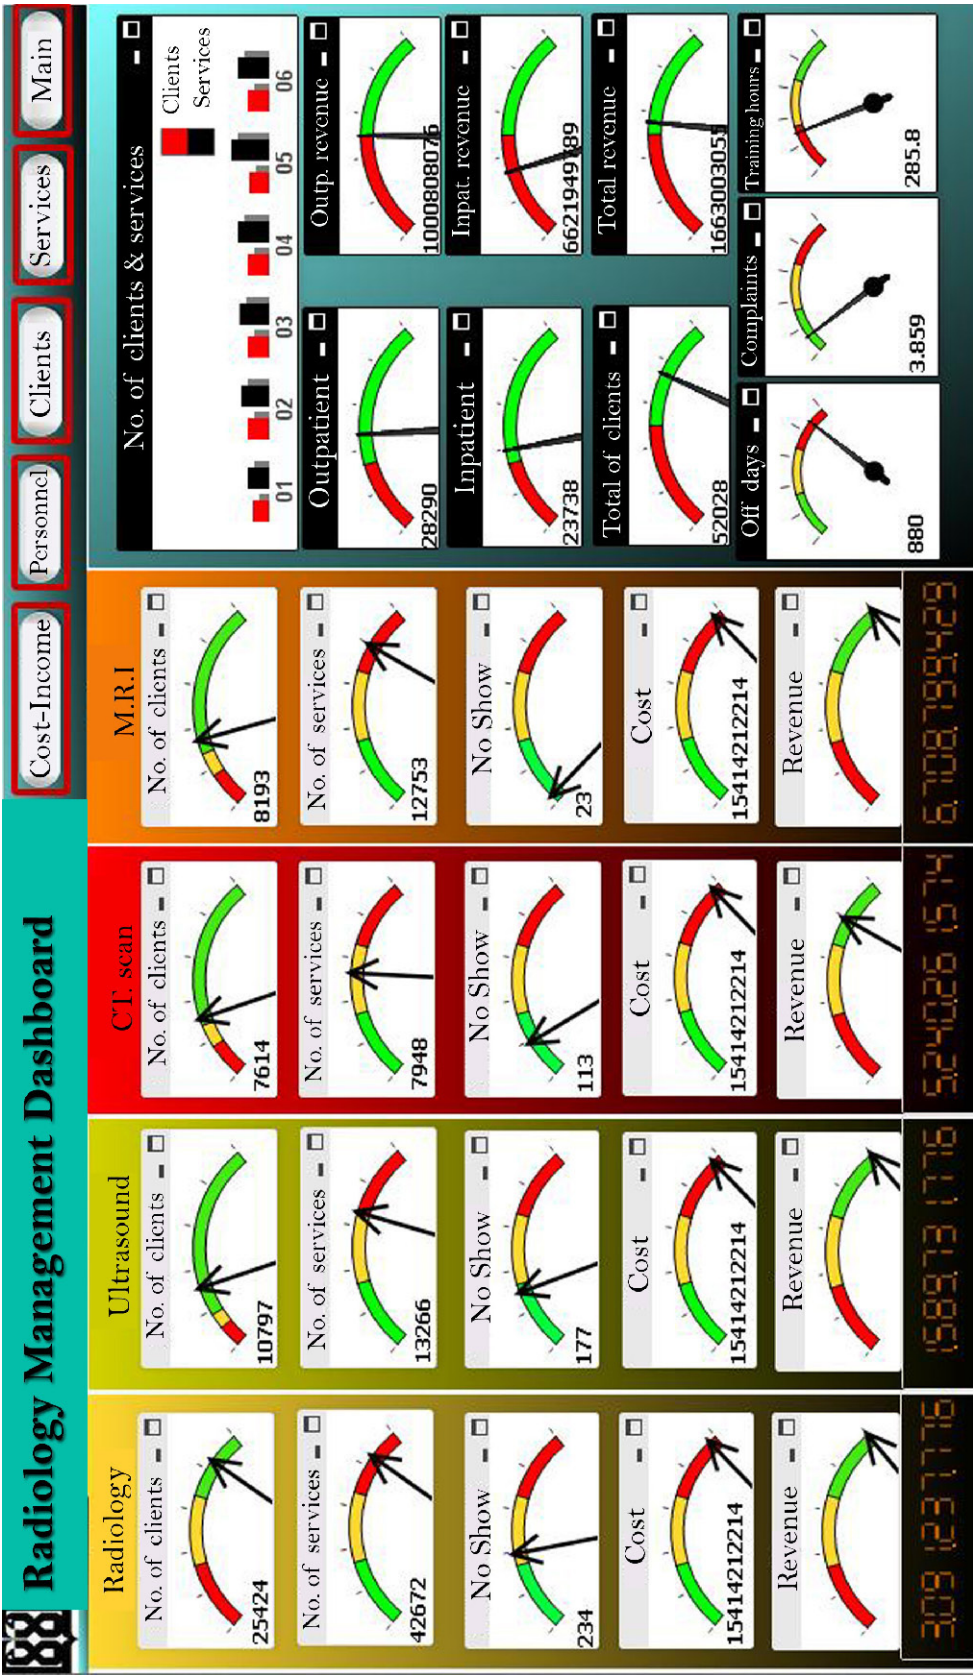 Radiology Management Dashboard
Cost-Income
Personnel
Clients
Services
Main
Radiology
No. of clients
25424
No. of services
42672
No Show
234
Cost
15414212214
Revenue
Ultrasound
No. of clients
10797
No. of services
13266
No Show
177
Cost
15414212214
Revenue
CT. scan
No. of clients
7614
No. of services
7948
No Show
113
Cost
15414212214
Revenue
M.R.I
No. of clients
8193
No. of services
12753
No Show
23
Cost
15414212214
Revenue
No. of clients & services
Clients
Services
01 02 03 04 05 06
Outpatient
28290
Outp. revenue
1000808076
Inpatient
23738
Inpat. revenue
6621949789
Total of clients
52028
Total revenue
1663003055
Off days
880
Complaints
3.859
Training hours
285.8